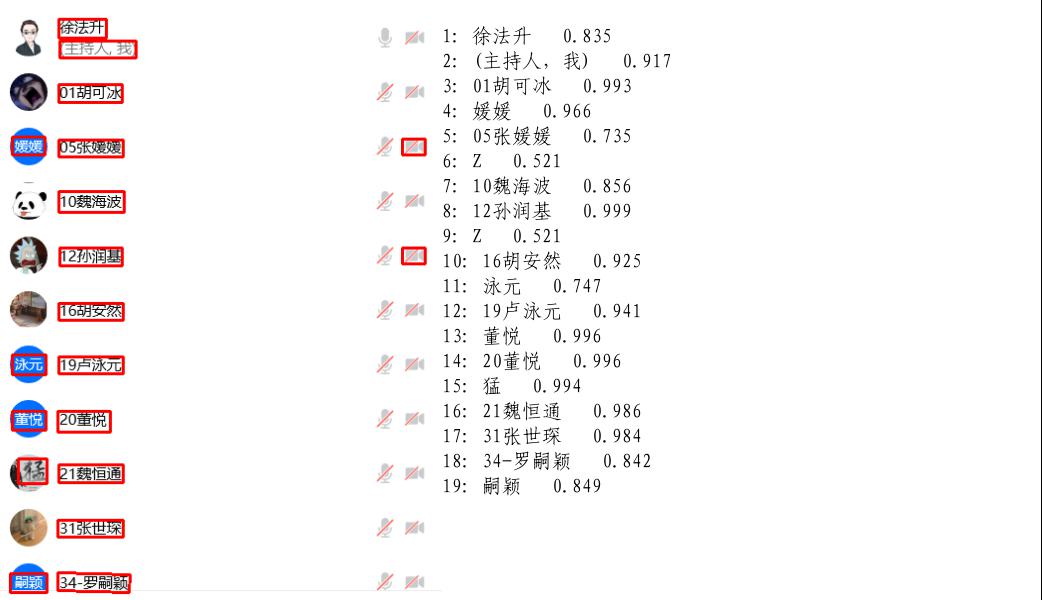 徐法升
(主持人, 我)
01胡可冰
媛媛 05张媛媛
10魏海波
12孙润基
16胡安然
泳元 19卢泳元
董悦 20董悦
猛 21魏恒通
31张世琛
嗣颖 34-罗嗣颖
1: 徐法升 0.835
2: (主持人, 我) 0.917
3: 01胡可冰 0.993
4: 媛媛 0.966
5: 05张媛媛 0.735
6: Z 0.521
7: 10魏海波 0.856
8: 12孙润基 0.999
9: Z 0.521
10: 16胡安然 0.925
11: 泳元 0.747
12: 19卢泳元 0.941
13: 董悦 0.996
14: 20董悦 0.996
15: 猛 0.994
16: 21魏恒通 0.986
17: 31张世琛 0.984
18: 34-罗嗣颖 0.842
19: 嗣颖 0.849